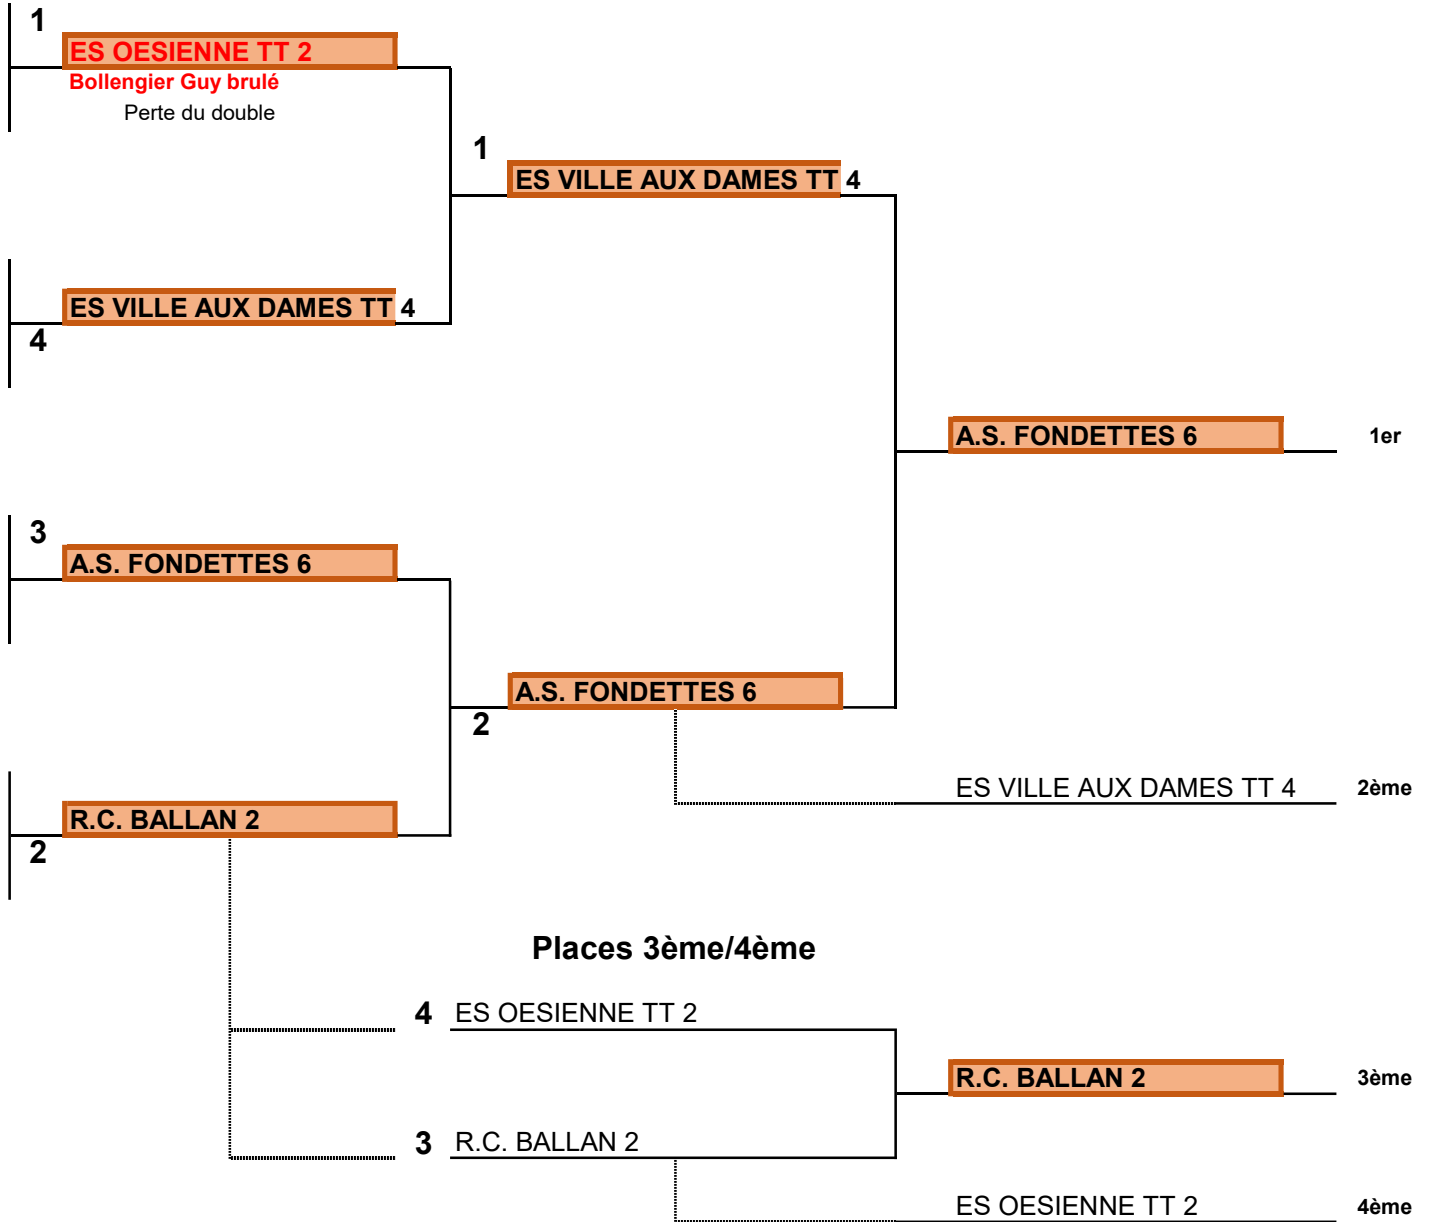 1
ES OESIENNE TT 2
Bollengier Guy brulé
Perte du double
1
ES VILLE AUX DAMES TT 4
ES VILLE AUX DAMES TT 4
4
A.S. FONDETTES 6 1er
3
A.S. FONDETTES 6
A.S. FONDETTES 6
2
ES VILLE AUX DAMES TT 4 2ème
R.C. BALLAN 2
2
Places 3ème/4ème
4 ES OESIENNE TT 2
R.C. BALLAN 2 3ème
3 R.C. BALLAN 2
ES OESIENNE TT 2 4ème